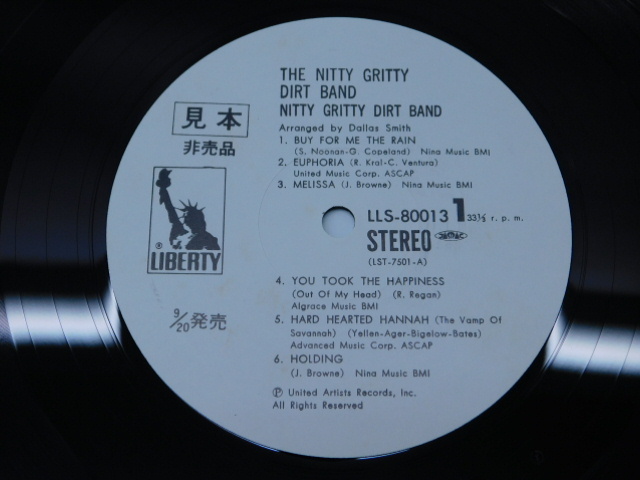 THE NITTY GRITTY
DIRT BAND
NITTY GRITTY DIRT BAND
Arranged by Dallas Smith
見本
非売品
1. BUY FOR ME THE RAIN
(S. Noonan-G. Copeland) Nina Music BMI
2. EUPHORIA (R. Kral-C. Ventura)
United Music Corp. ASCAP
3. MELISSA (J. Browne) Nina Music BMI
LLS-80013 1 33⅓ r. p. m.
STEREO
(LST-7501-A)
® LIBERTY
9/20発売
4. YOU TOOK THE HAPPINESS
(Out Of My Head) (R. Regan)
Algrace Music BMI
5. HARD HEARTED HANNAH (The Vamp Of
Savannah) (Yellen-Ager-Bigelow-Bates)
Advanced Music Corp. ASCAP
6. HOLDING
(J. Browne) Nina Music BMI
Ⓟ United Artists Records, Inc.
All Rights Reserved